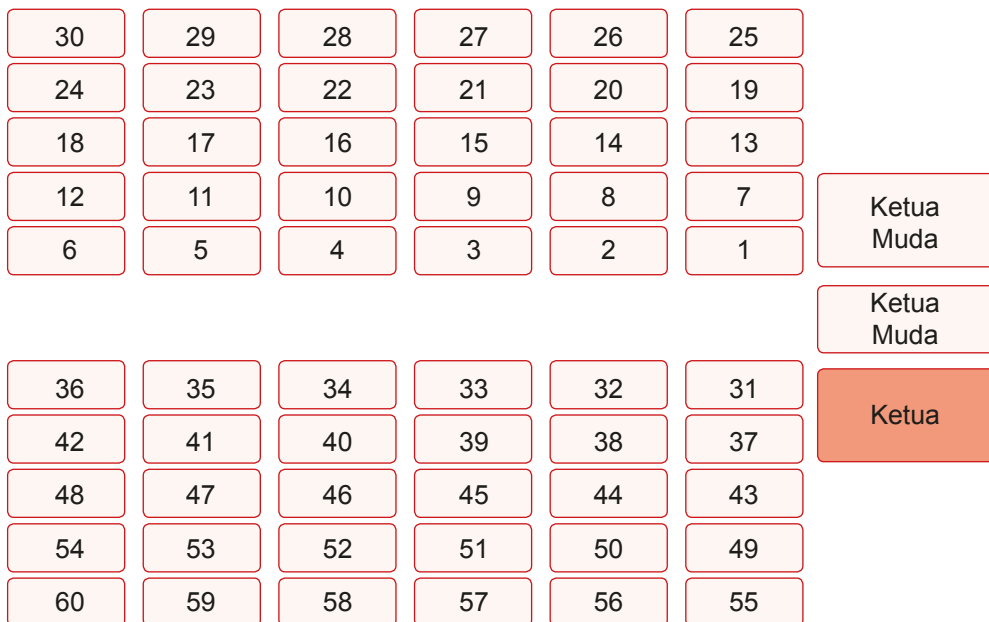 30 29 28 27 26 25
24 23 22 21 20 19
18 17 16 15 14 13
12 11 10 9 8 7
6 5 4 3 2 1
Ketua
Muda
Ketua
Muda
Ketua
36 35 34 33 32 31
42 41 40 39 38 37
48 47 46 45 44 43
54 53 52 51 50 49
60 59 58 57 56 55